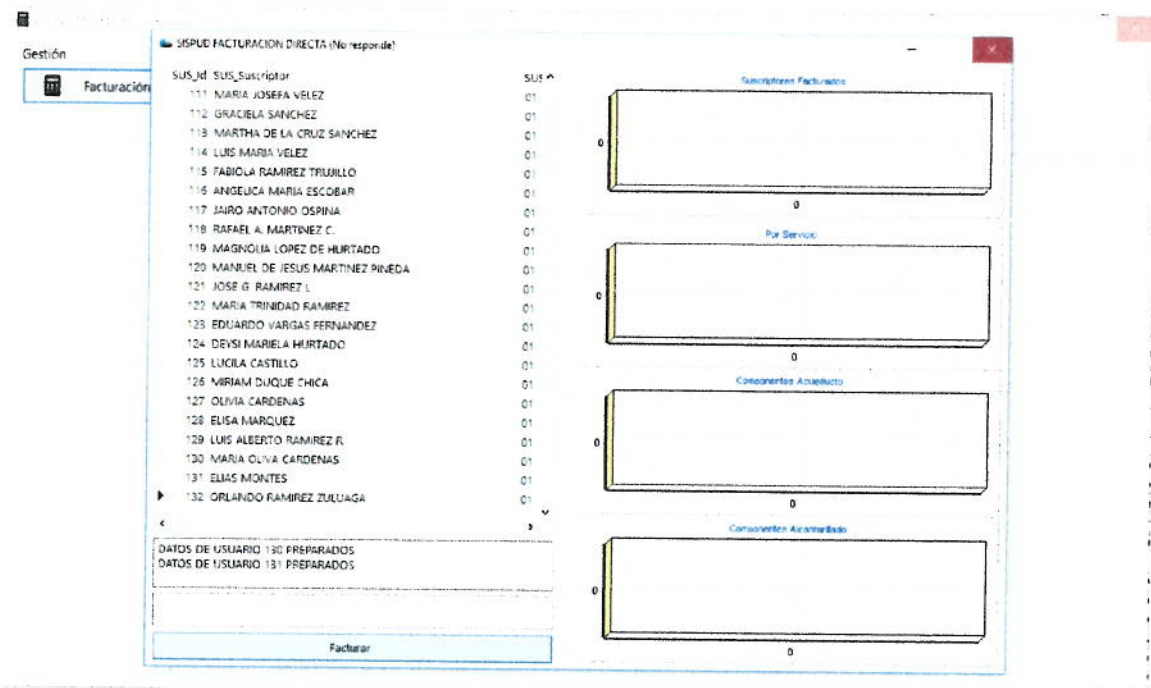 Gestión
Facturación
SISPUD FACTURACION DIRECTA (No responde)
SUS_Id SUS_Suscriptor SUS
111 MARIA JOSEFA VELEZ 01
112 GRACIELA SANCHEZ 01
113 MARTHA DE LA CRUZ SANCHEZ 01
114 LUIS MARIA VELEZ 01
115 FABIOLA RAMIREZ TRUJILLO 01
116 ANGELICA MARIA ESCOBAR 01
117 JAIRO ANTONIO OSPINA 01
118 RAFAEL A. MARTINEZ C. 01
119 MAGNOLIA LOPEZ DE HURTADO 01
120 MANUEL DE JESUS MARTINEZ PINEDA 01
121 JOSE G. RAMIREZ L 01
122 MARIA TRINIDAD RAMIREZ 01
123 EDUARDO VARGAS FERNANDEZ 01
124 DEYSI MARIELA HURTADO 01
125 LUCILA CASTILLO 01
126 MIRIAM DUQUE CHICA 01
127 OLIVIA CARDENAS 01
128 ELISA MARQUEZ 01
129 LUIS ALBERTO RAMIREZ R 01
130 MARIA OLIVA CARDENAS 01
131 ELIAS MONTES 01
132 ORLANDO RAMIREZ ZULUAGA 01
DATOS DE USUARIO 130 PREPARADOS
DATOS DE USUARIO 131 PREPARADOS
Facturar
Suscriptores Facturados
0
0
Por Servicio
0
0
Componentes Acueducto
0
0
Componentes Alcantarillado
0
0